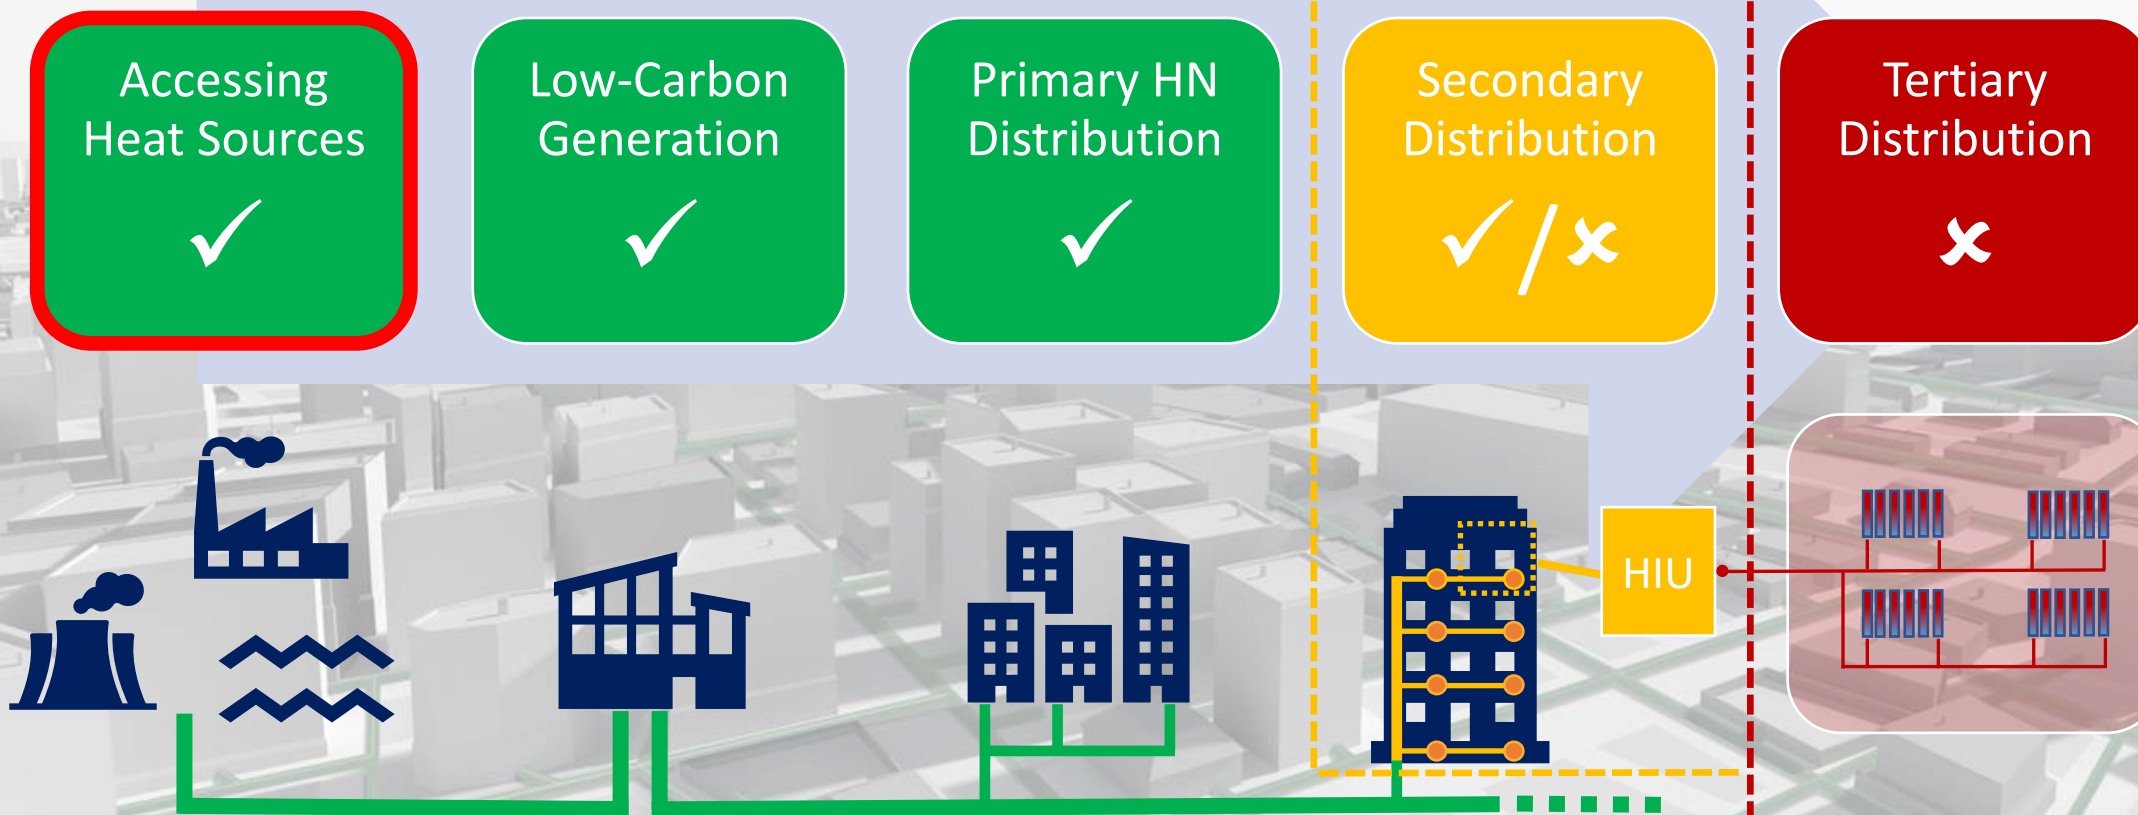 Accessing
Heat Sources
✓
Low-Carbon
Generation
✓
Primary HN
Distribution
✓
Secondary
Distribution
✓/✘
Tertiary
Distribution
✘
HIU